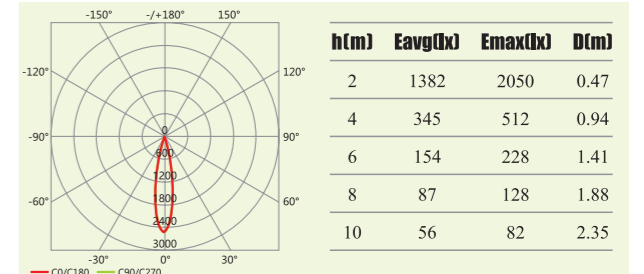 -150° -/+180° 150°
-120° 120°
-90° 90°
-60° 60°
-30° 0° 30°
0
600
1200
1800
2400
3000
C0/C180 C90/C270
h(m) Eavg(lx) Emax(lx) D(m)
2 1382 2050 0.47
4 345 512 0.94
6 154 228 1.41
8 87 128 1.88
10 56 82 2.35